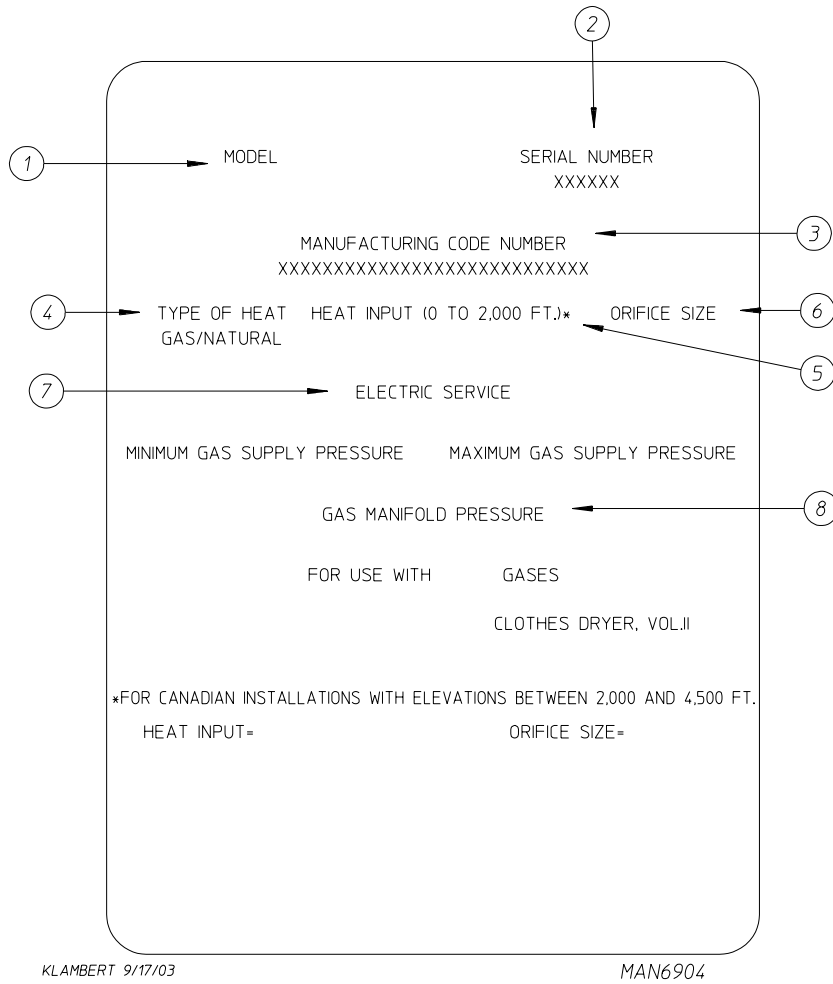 2
1
MODEL
SERIAL NUMBER
XXXXXX
3
MANUFACTURING CODE NUMBER
XXXXXXXXXXXXXXXXXXXXXXXXXXXX
4
TYPE OF HEAT HEAT INPUT (0 TO 2,000 FT.)* ORIFICE SIZE
6
GAS/NATURAL
5
7
ELECTRIC SERVICE
MINIMUM GAS SUPPLY PRESSURE MAXIMUM GAS SUPPLY PRESSURE
GAS MANIFOLD PRESSURE
8
FOR USE WITH GASES
CLOTHES DRYER, VOL.II
*FOR CANADIAN INSTALLATIONS WITH ELEVATIONS BETWEEN 2,000 AND 4,500 FT.
HEAT INPUT= ORIFICE SIZE=
KLAMBERT 9/17/03 MAN6904